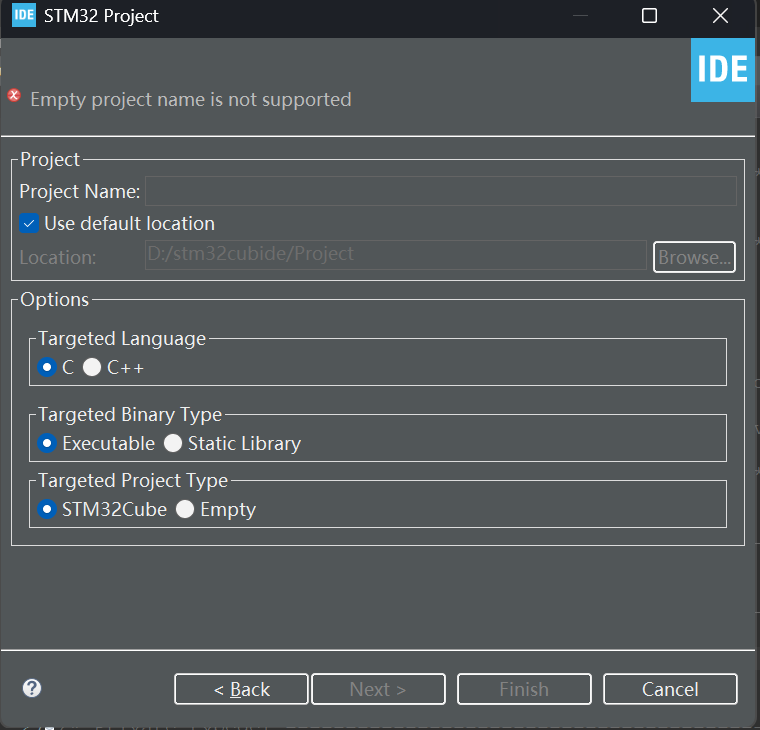 IDE STM32 Project
IDE
Empty project name is not supported
Project
Project Name:
Use default location
Location: D:/stm32cubide/Project Browse...
Options
Targeted Language
C C++
Targeted Binary Type
Executable Static Library
Targeted Project Type
STM32Cube Empty
? < Back Next > Finish Cancel